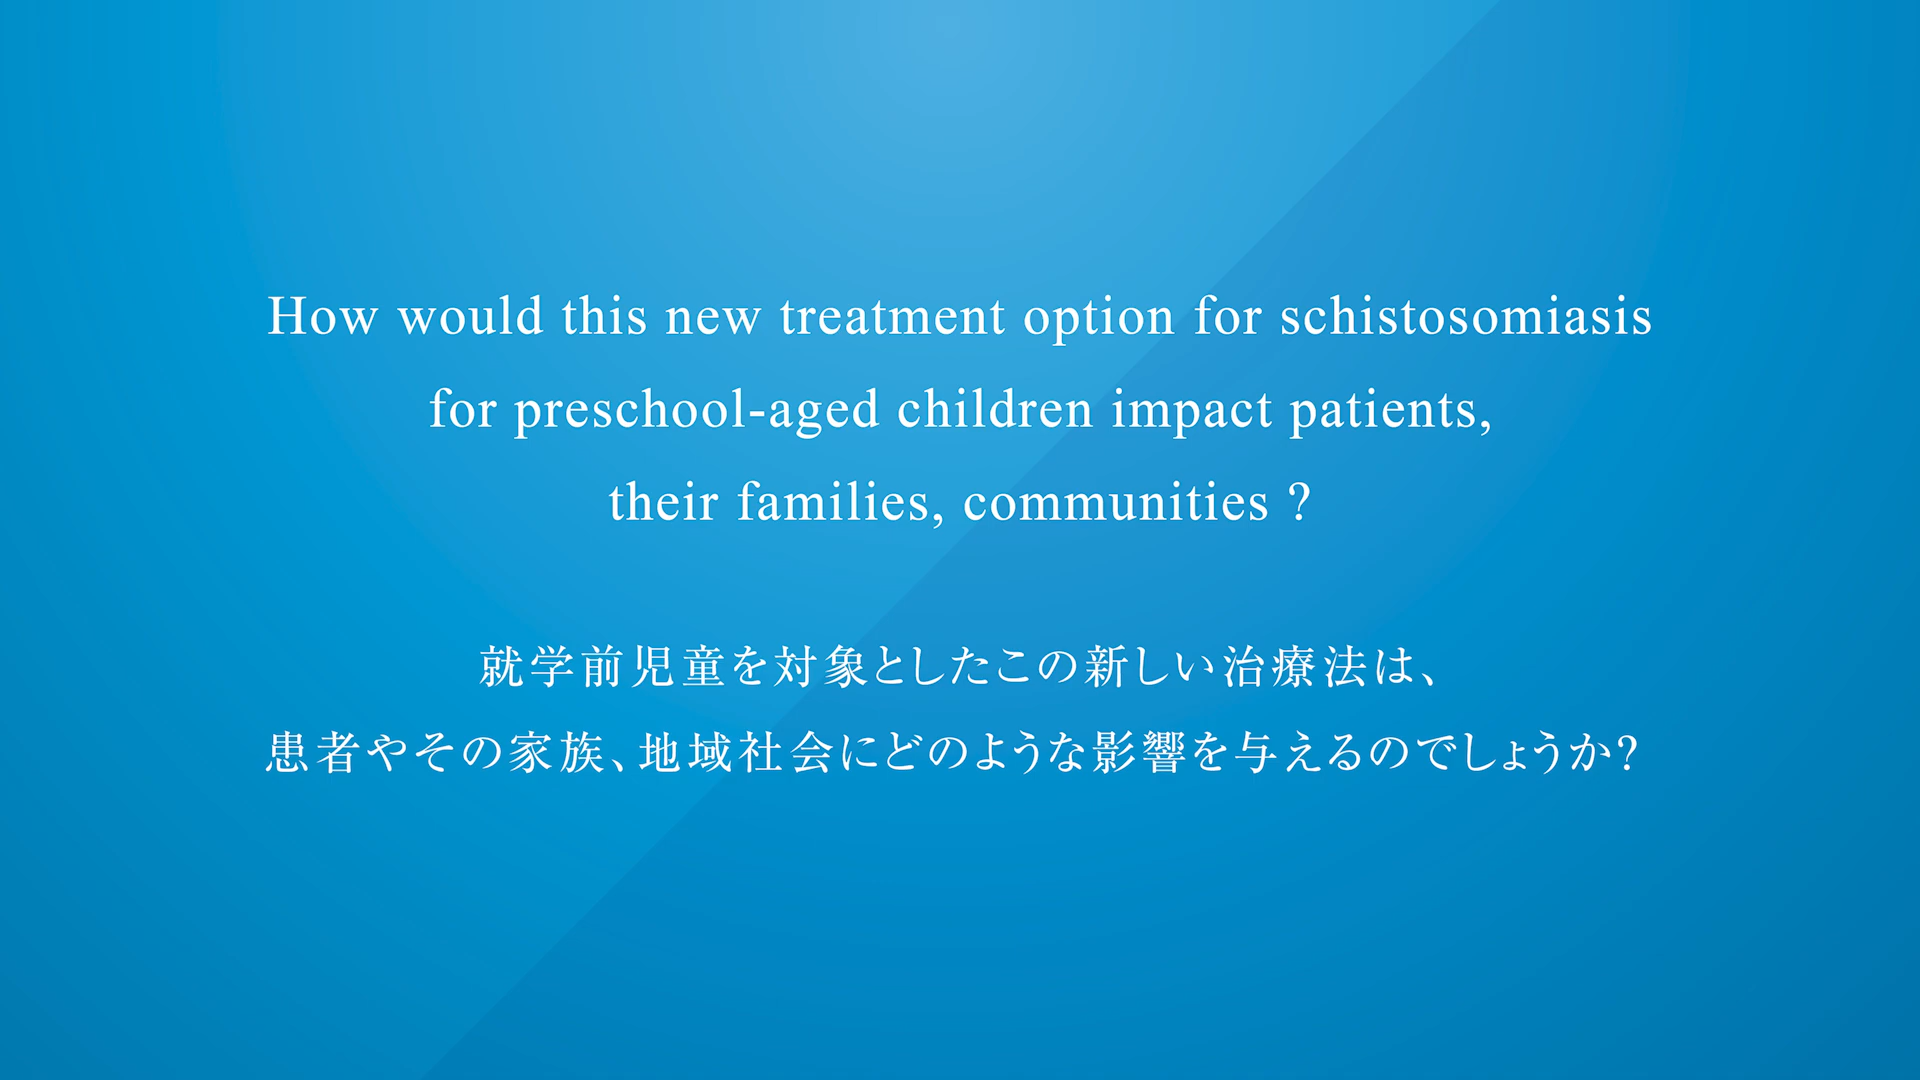 How would this new treatment option for schistosomiasis
for preschool-aged children impact patients,
their families, communities ?
就学前児童を対象としたこの新しい治療法は、
患者やその家族、地域社会にどのような影響を与えるのでしょうか?